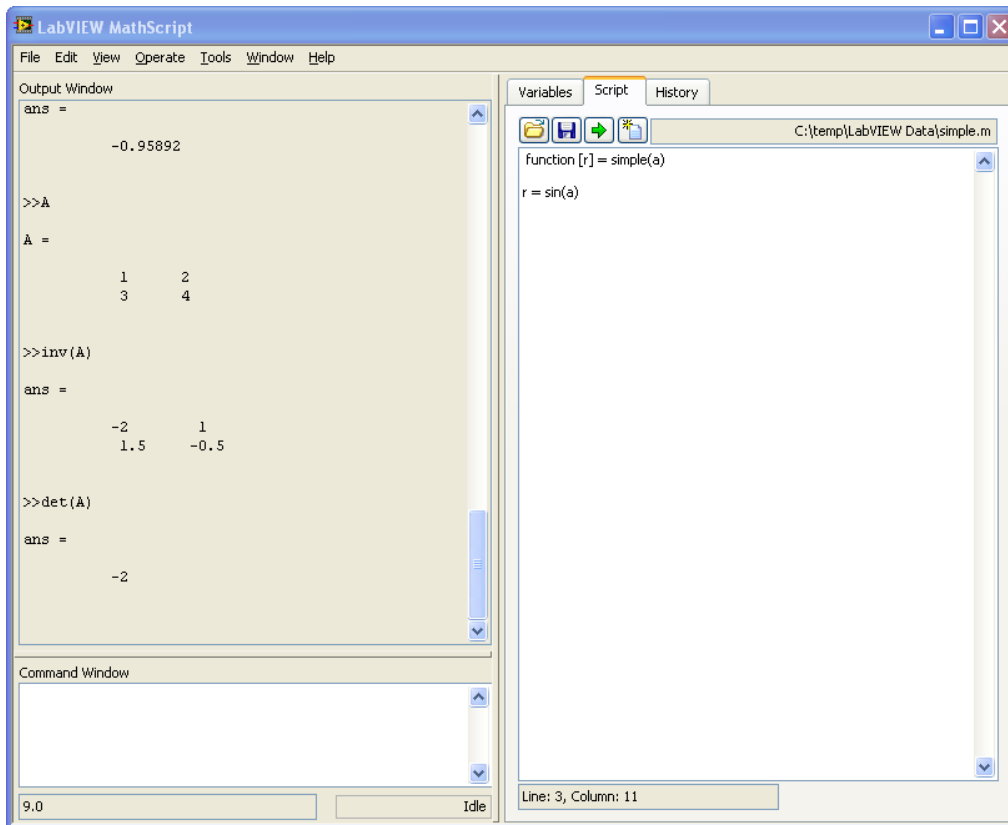 LabVIEW MathScript
File Edit View Operate Tools Window Help
Output Window
ans =
-0.95892
>>A
A =
1 2
3 4
>>inv(A)
ans =
-2 1
1.5 -0.5
>>det(A)
ans =
-2
Command Window
9.0 Idle
Variables Script History
C:\temp\LabVIEW Data\simple.m
function [r] = simple(a)
r = sin(a)
Line: 3, Column: 11